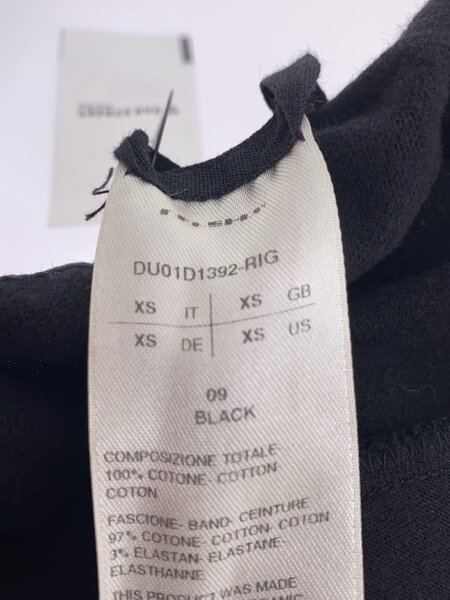 DU01D1392-RIG
XS IT XS GB
XS DE XS US
09
BLACK
COMPOSIZIONE TOTALE-
100% COTONE- COTTON
COTON
FASCIONE- BAND- CEINTURE
97% COTONE- COTTON- COTON
3% ELASTAN- ELASTANE-
ELASTHANNE
THIS PRODUCT WAS MADE